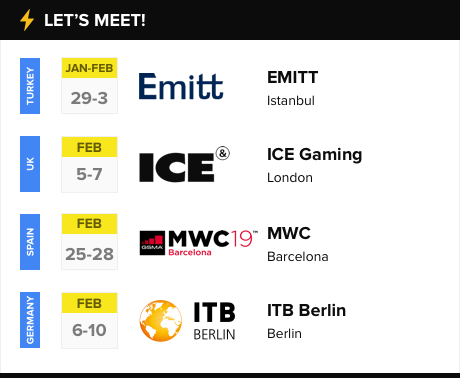 LET'S MEET!
TURKEY
JAN-FEB
29-3
Emitt
EMITT
Istanbul
UK
FEB
5-7
ICE &
ICE Gaming
London
SPAIN
FEB
25-28
GSMA MWC19™
Barcelona
MWC
Barcelona
GERMANY
FEB
6-10
ITB
BERLIN
ITB Berlin
Berlin